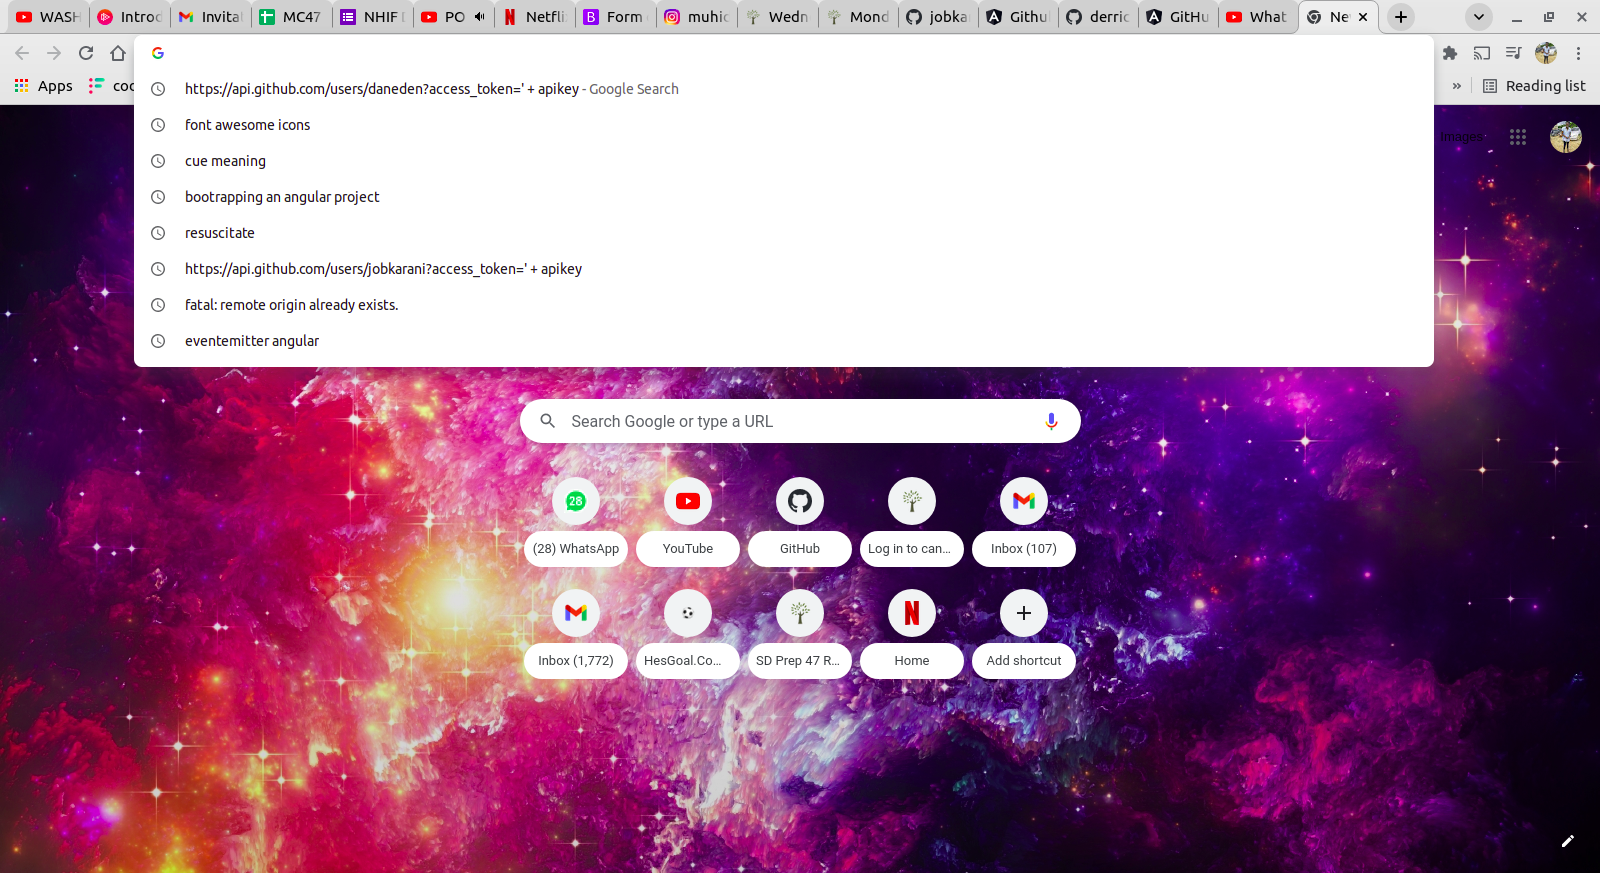 WASH
Introd
Invitat
MC47
NHIF
PO
Netfli
Form
muhic
Wedn
Mond
jobka
Githu
derric
GitHu
What
Ne
Apps
coc
»
Reading list
https://api.github.com/users/daneden?access_token=' + apikey - Google Search
font awesome icons
cue meaning
bootrapping an angular project
resuscitate
https://api.github.com/users/jobkarani?access_token=' + apikey
fatal: remote origin already exists.
eventemitter angular
Images
Search Google or type a URL
28
(28) WhatsApp
YouTube
GitHub
Log in to can...
Inbox (107)
Inbox (1,772)
HesGoal.Co...
SD Prep 47 R...
Home
Add shortcut